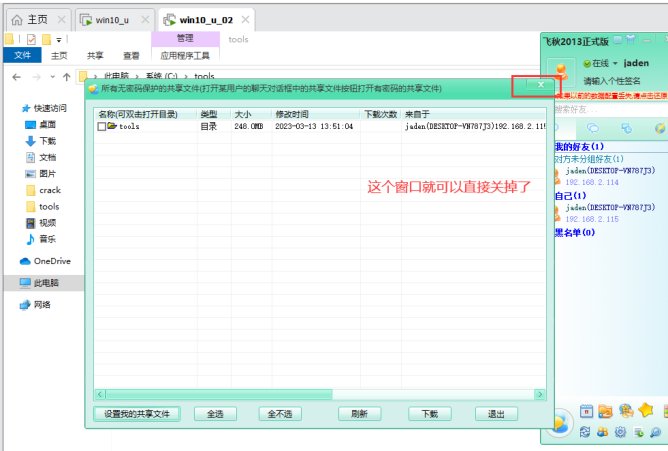 主页
win10_u
win10_u_02
管理
tools
文件
主页
共享
查看
应用程序工具
此电脑
系统 (C:)
tools
飞秋2013正式版
在线
jaden
请输入个性签名
所有无密码保护的共享文件(打开某用户的聊天对话框中的共享文件按钮打开有密码的共享文件)
名称(可双击打开目录)
类型
大小
修改时间
下载次数
来自于
tools
目录
248.0MB
2023-03-13 13:51:04
jaden(DESKTOP-VN787J3)192.168.2.115
这个窗口就可以直接关掉了
快速访问
桌面
下载
文档
图片
crack
tools
视频
音乐
OneDrive
此电脑
网络
我的好友(1)
对方未分组好友(1)
jaden(DESKTOP-VN787J3)
192.168.2.114
自己(1)
jaden(DESKTOP-VN787J3)
192.168.2.115
黑名单(0)
设置我的共享文件
全选
全不选
刷新
下载
退出